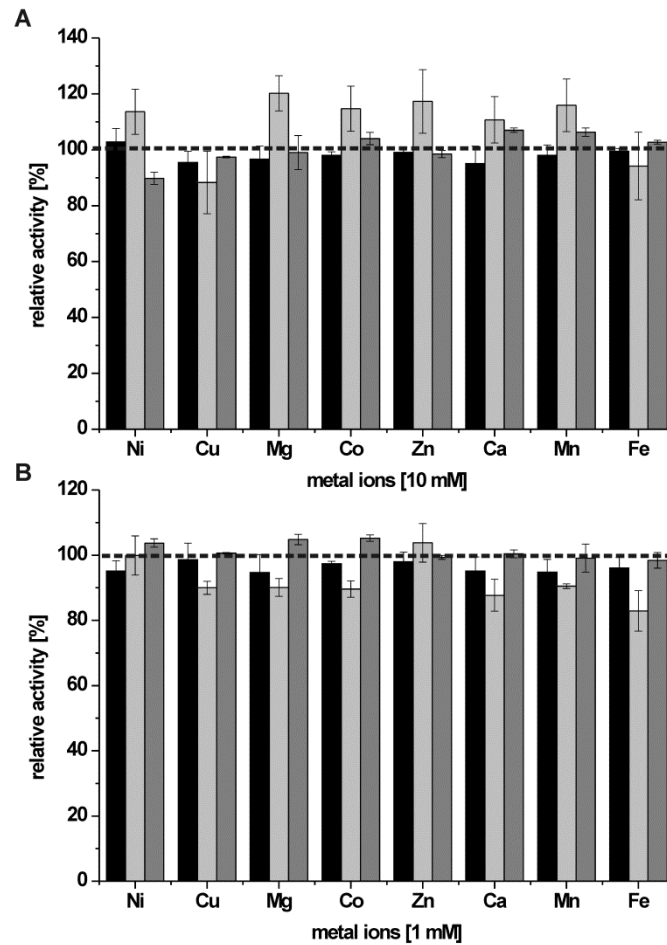 A
140
120
100
80
60
40
20
0
relative activity [%]
Ni Cu Mg Co Zn Ca Mn Fe
metal ions [10 mM]
B
120
100
80
60
40
20
0
relative activity [%]
Ni Cu Mg Co Zn Ca Mn Fe
metal ions [1 mM]